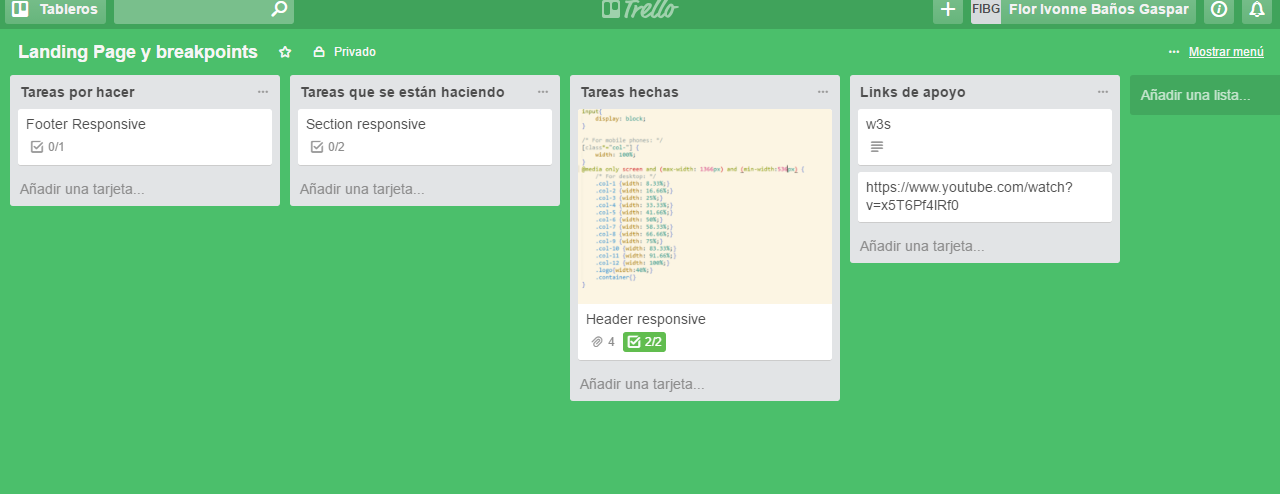 Tableros
Trello
FIBG
Flor Ivonne Baños Gaspar
Landing Page y breakpoints
Privado
Mostrar menú
Tareas por hacer
Footer Responsive
0/1
Añadir una tarjeta...
Tareas que se están haciendo
Section responsive
0/2
Añadir una tarjeta...
Tareas hechas
input{
display: block;
}
/* For mobile phones: */
[class*="col-"] {
width: 100%;
}
@media only screen and (max-width: 1366px) and (min-width:536px) {
/* For desktop: */
.col-1 {width: 8.33%;}
.col-2 {width: 16.66%;}
.col-3 {width: 25%;}
.col-4 {width: 33.33%;}
.col-5 {width: 41.66%;}
.col-6 {width: 50%;}
.col-7 {width: 58.33%;}
.col-8 {width: 66.66%;}
.col-9 {width: 75%;}
.col-10 {width: 83.33%;}
.col-11 {width: 91.66%;}
.col-12 {width: 100%;}
.logo{width:40%;}
.container{}
}
Header responsive
4
2/2
Añadir una tarjeta...
Links de apoyo
w3s
https://www.youtube.com/watch?
v=x5T6Pf4IRf0
Añadir una tarjeta...
Añadir una lista...